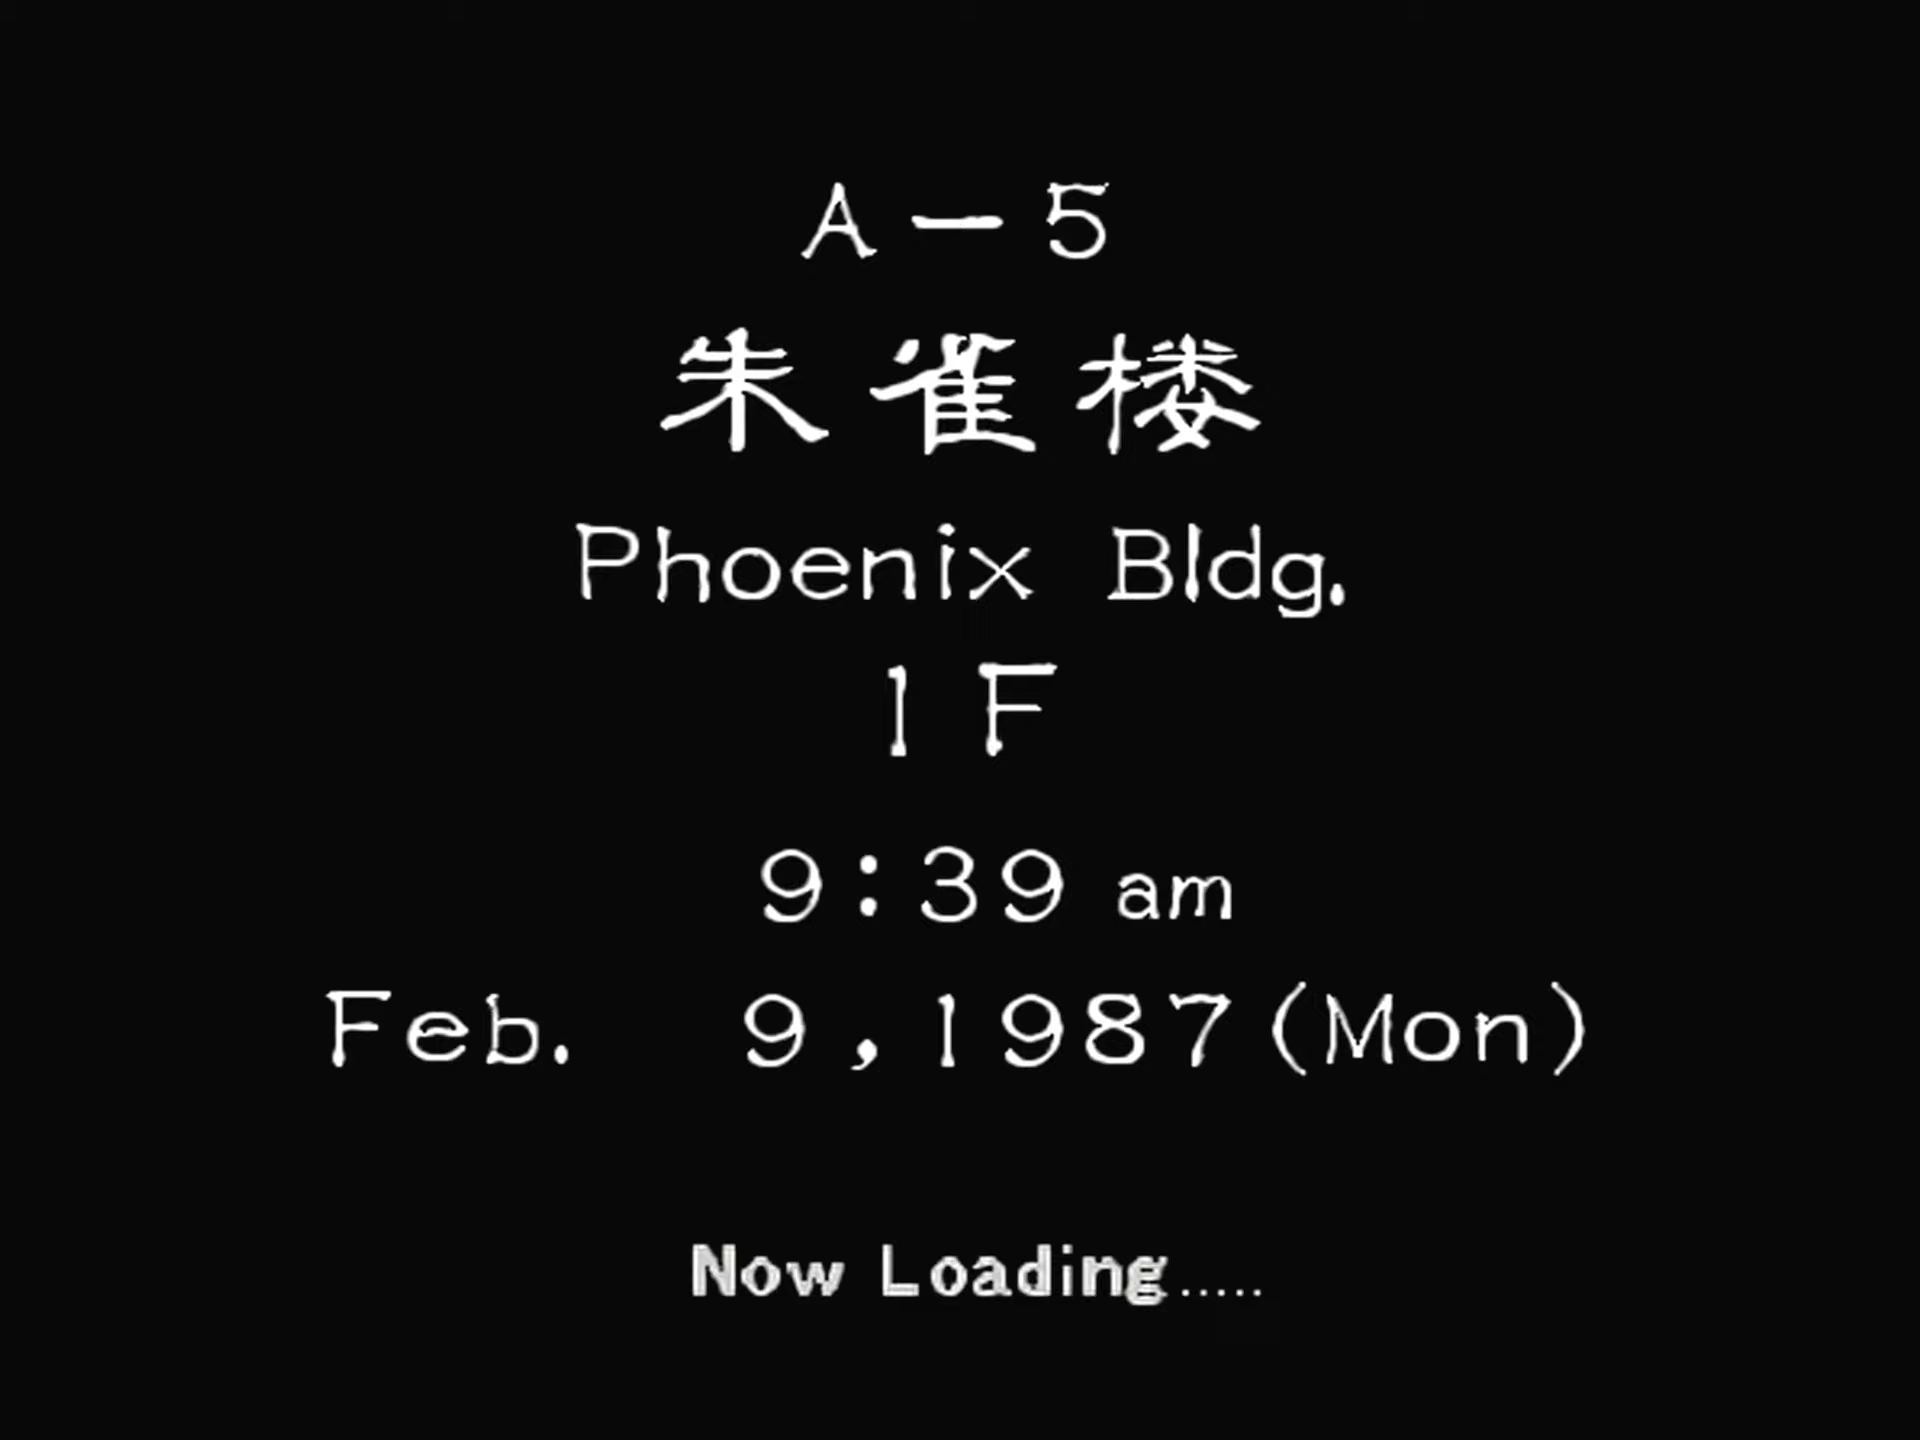 A-5
朱雀楼
Phoenix Bldg.
1F
9:39 am
Feb. 9,1987(Mon)
Now Loading.....